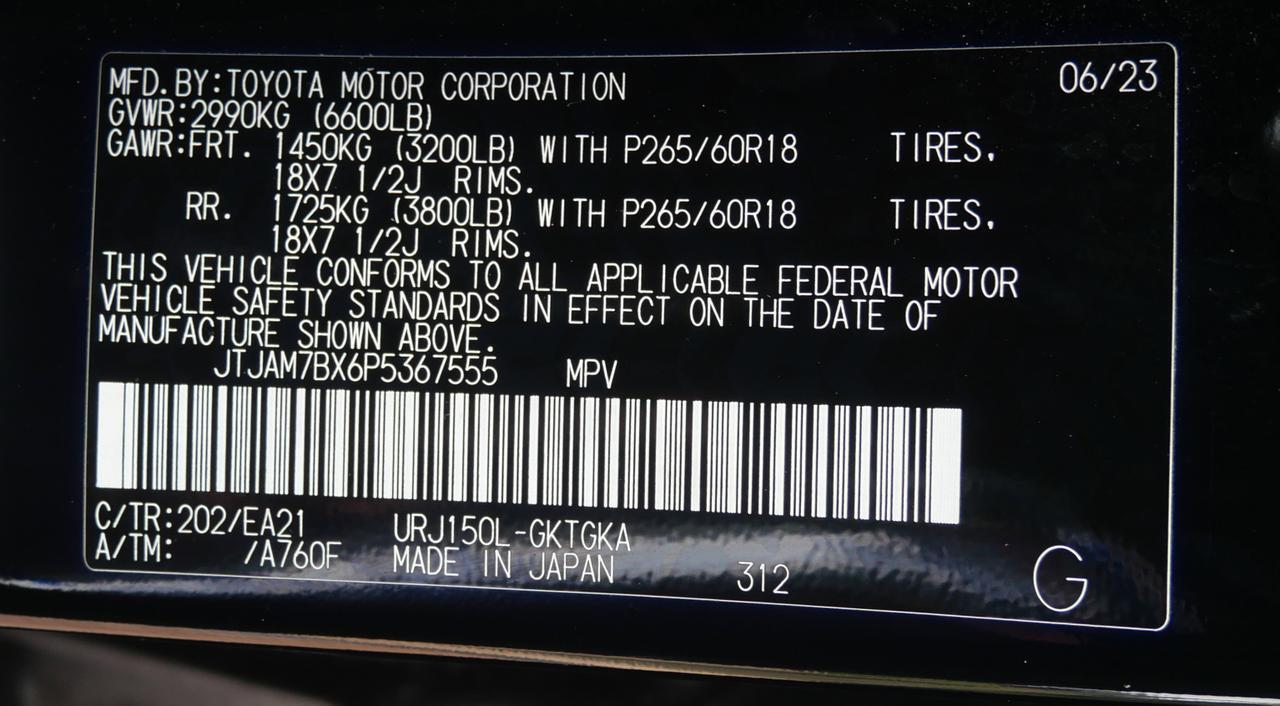 MFD.BY:TOYOTA MOTOR CORPORATION 06/23
GVWR:2990KG (6600LB)
GAWR:FRT. 1450KG (3200LB) WITH P265/60R18 TIRES.
18X7 1/2J RIMS.
RR. 1725KG (3800LB) WITH P265/60R18 TIRES.
18X7 1/2J RIMS.
THIS VEHICLE CONFORMS TO ALL APPLICABLE FEDERAL MOTOR
VEHICLE SAFETY STANDARDS IN EFFECT ON THE DATE OF
MANUFACTURE SHOWN ABOVE.
JTJAM7BX6P5367555 MPV
C/TR:202/EA21 URJ150L-GKTGKA
A/TM: /A760F MADE IN JAPAN 312 G